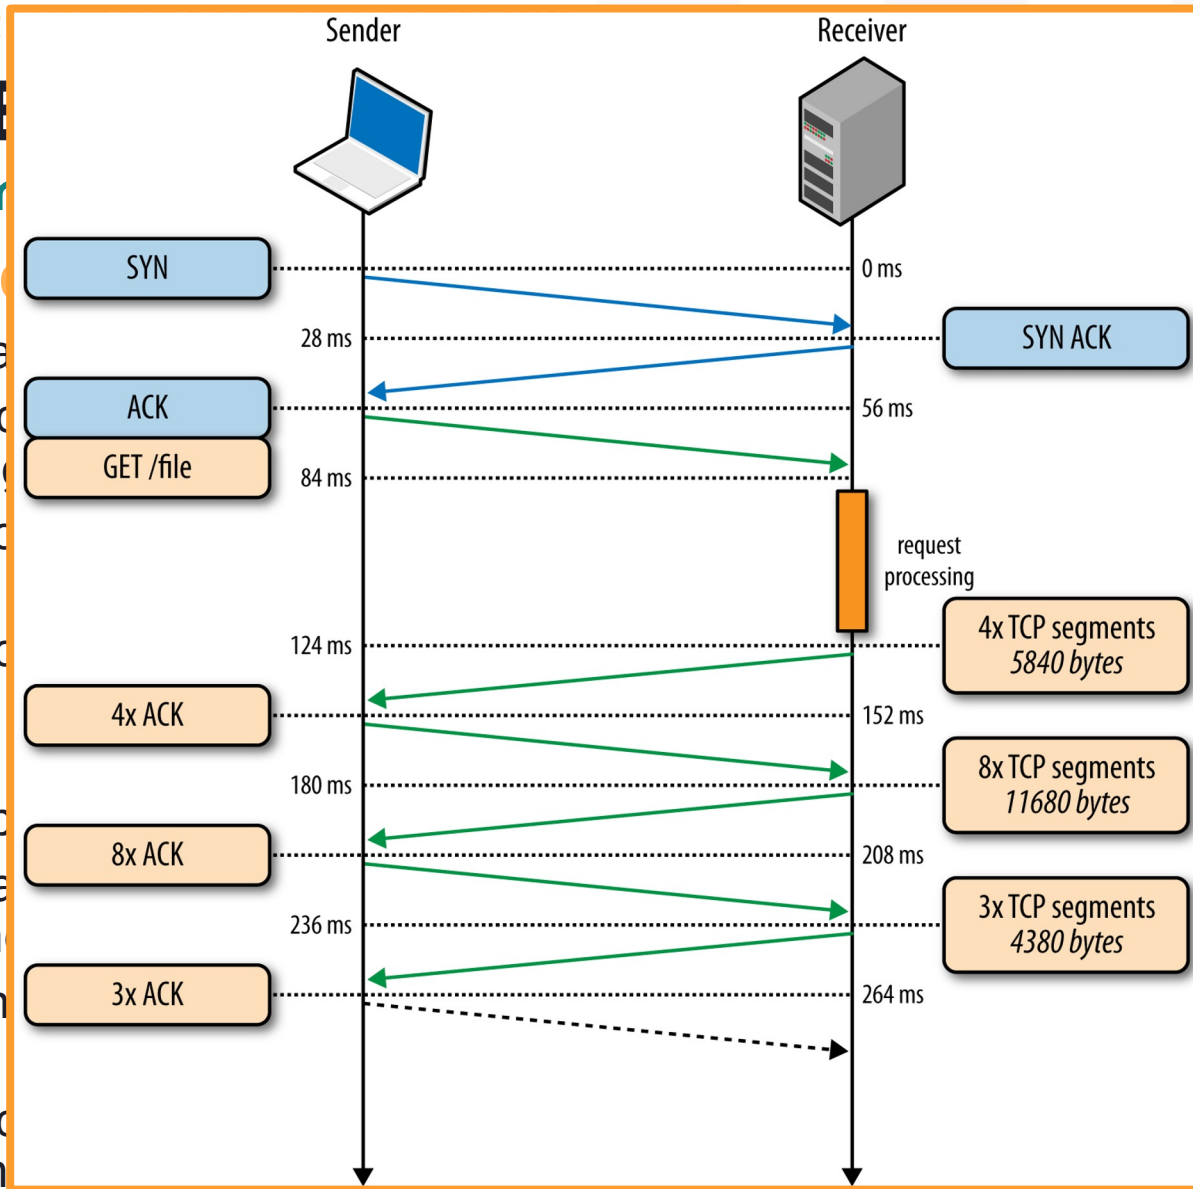 Sender
Receiver
SYN
0 ms
28 ms
SYN ACK
ACK
56 ms
GET /file
84 ms
request
processing
124 ms
4x TCP segments
5840 bytes
4x ACK
152 ms
180 ms
8x TCP segments
11680 bytes
8x ACK
208 ms
236 ms
3x TCP segments
4380 bytes
3x ACK
264 ms